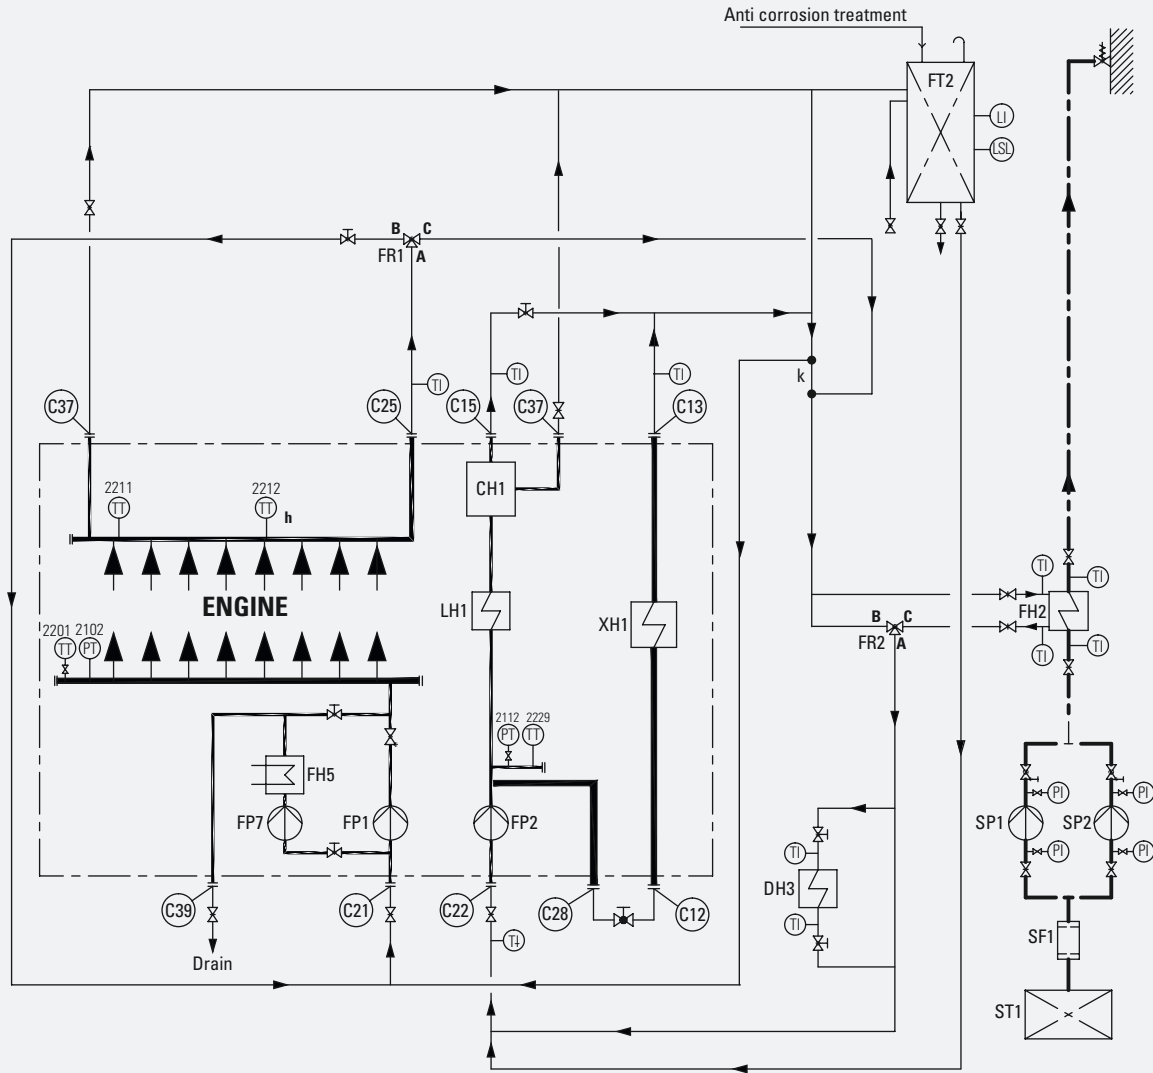 Anti corrosion treatment
FT2
LI
LSL
B C
FR1 A
TI
TI
TI
k
C37
C25
C15
C37
C13
2211
TT
2212
TT
h
CH1
ENGINE
LH1
XH1
2201
TT
2102
PT
B C
FR2 A
TI
TI
FH2
TI
TI
2112
PT
2229
TT
FH5
FP7
FP1
FP2
SP1
PI
SP2
PI
PI
PI
TI
DH3
TI
C39
C21
C22
C28
C12
Drain
SF1
ST1